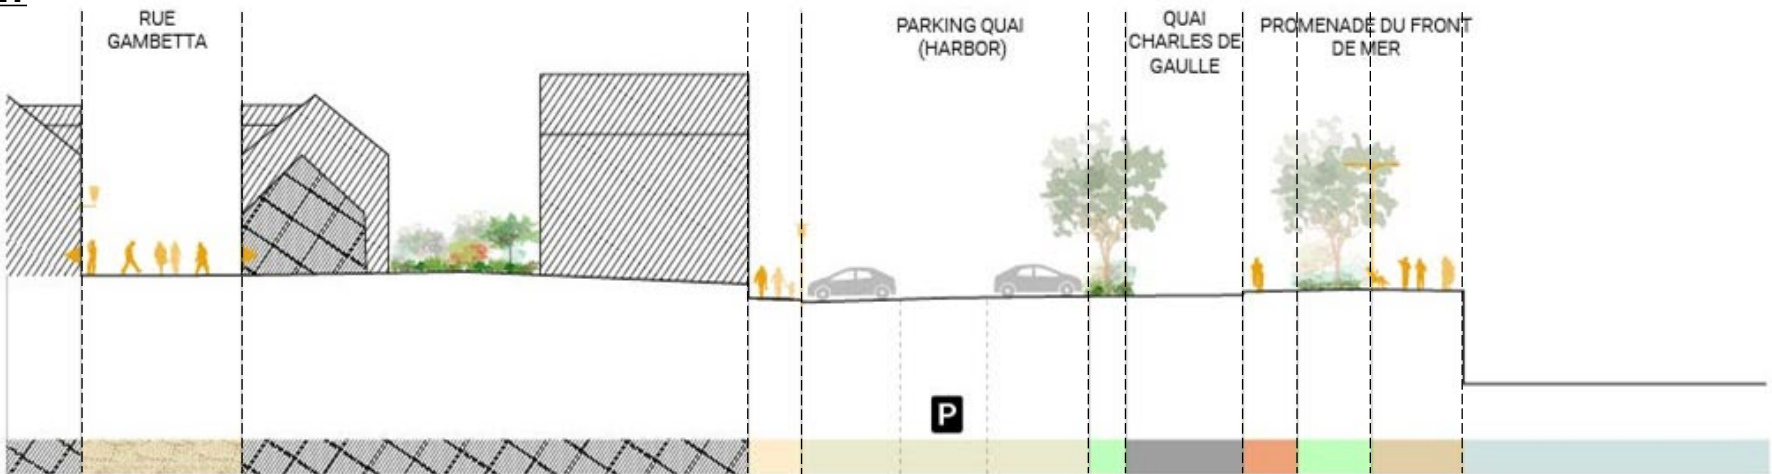 RUE
GAMBETTA
PARKING QUAI
(HARBOR)
QUAI
CHARLES DE
GAULLE
PROMENADE DU FRONT
DE MER
P